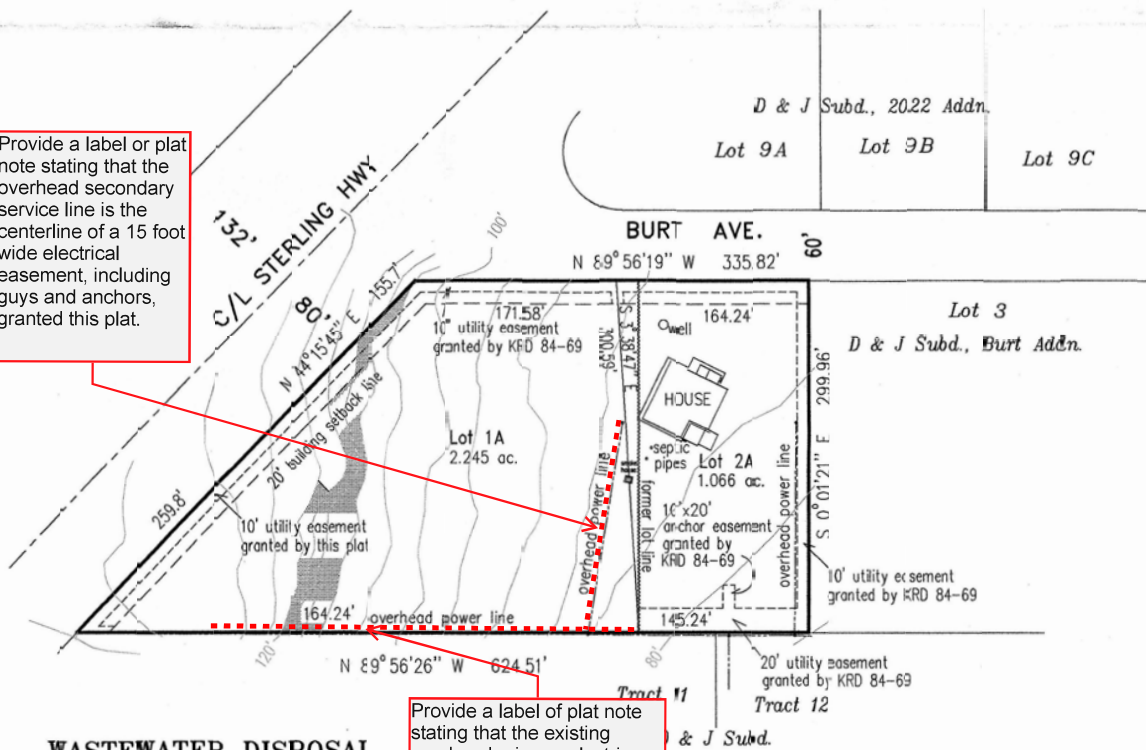 D & J Subd., 2022 Addn.
Lot 9A
Lot 9B
Lot 9C
Provide a label or plat
note stating that the
overhead secondary
service line is the
centerline of a 15 foot
wide electrical
easement, including
guys and anchors,
granted this plat.
132'
C/L STERLING HWY
80'
100'
BURT AVE.
60'
N 89°56'19" W 335.82'
155.7'
N 44°15'45" E
171.58'
10' utility easement
granted by KRD 84-69
300.59'
S 3°38'47" E
164.24'
well
HOUSE
Lot 3
D & J Subd., Burt Addn.
299.96'
S 0°01'21" E
20' building setback line
Lot 1A
2.245 ac.
septic
pipes
Lot 2A
1.066 ac.
259.8'
10' utility easement
granted by this plat
overhead power line
former lot line
10'x20'
anchor easement
granted by
KRD 84-69
overhead power line
10' utility easement
granted by KRD 84-69
164.24'
overhead power line
145.24'
120'
N 89°56'26" W 624.51'
80'
20' utility easement
granted by KRD 84-69
Tract 11
Tract 12
& J Subd.
Provide a label of plat note
stating that the existing
WASTEWATER DISPOSAL